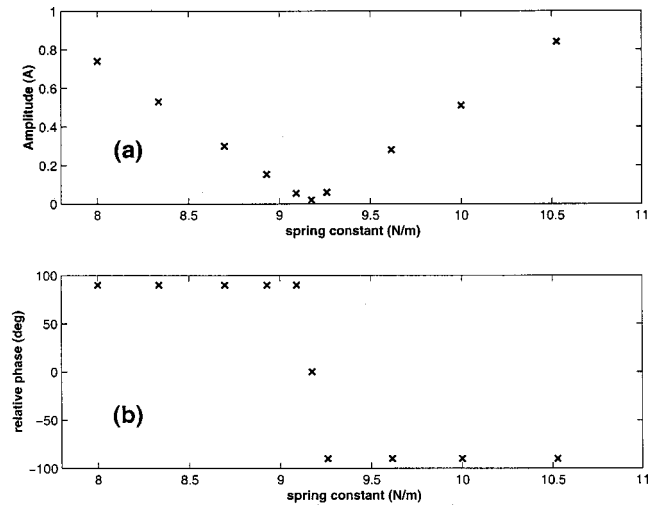 1
0.8
0.6
0.4
0.2
0
Amplitude (A)
(a)
8 8.5 9 9.5 10 10.5 11
spring constant (N/m)
100
50
0
−50
−100
relative phase (deg)
(b)
8 8.5 9 9.5 10 10.5 11
spring constant (N/m)